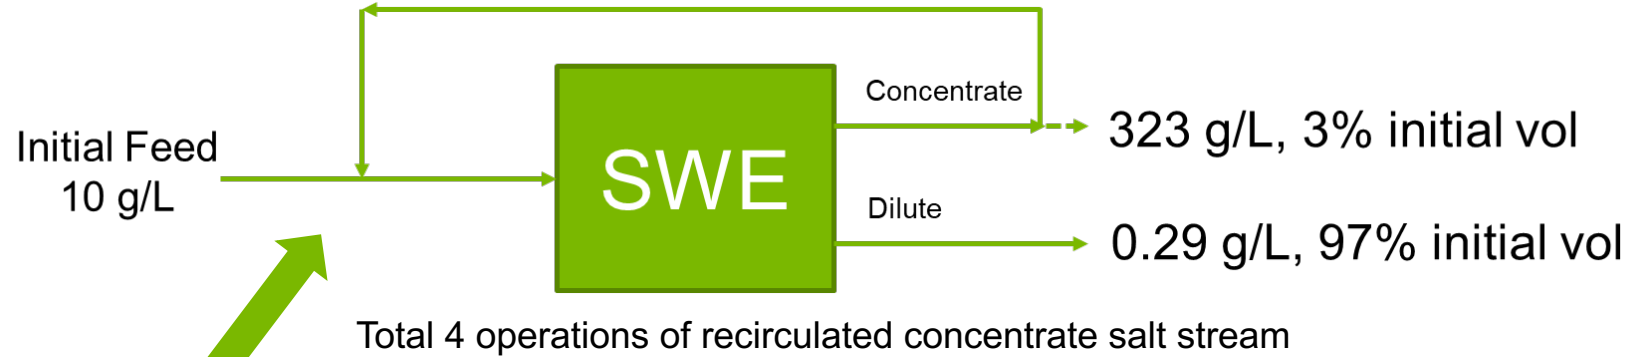 Initial Feed
10 g/L
SWE
Concentrate
323 g/L, 3% initial vol
Dilute
0.29 g/L, 97% initial vol
Total 4 operations of recirculated concentrate salt stream